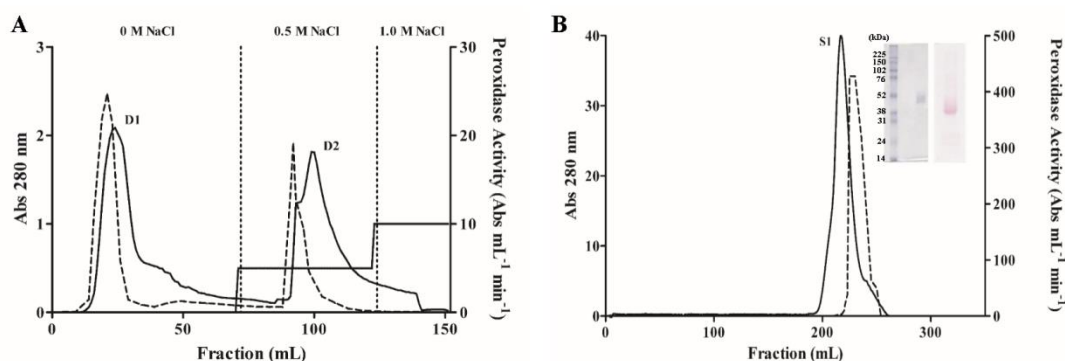 A
0 M NaCl
0.5 M NaCl
1.0 M NaCl
Abs 280 nm
3
2
1
0
D1
D2
30
20
10
0
Peroxidase Activity (Abs mL⁻¹ min⁻¹)
0
50
100
150
Fraction (mL)
B
Abs 280 nm
40
30
20
10
0
S1
(kDa)
225
150
102
76
52
38
31
24
14
500
400
300
200
100
0
Peroxidase Activity (Abs mL⁻¹ min⁻¹)
0
100
200
300
Fraction (mL)